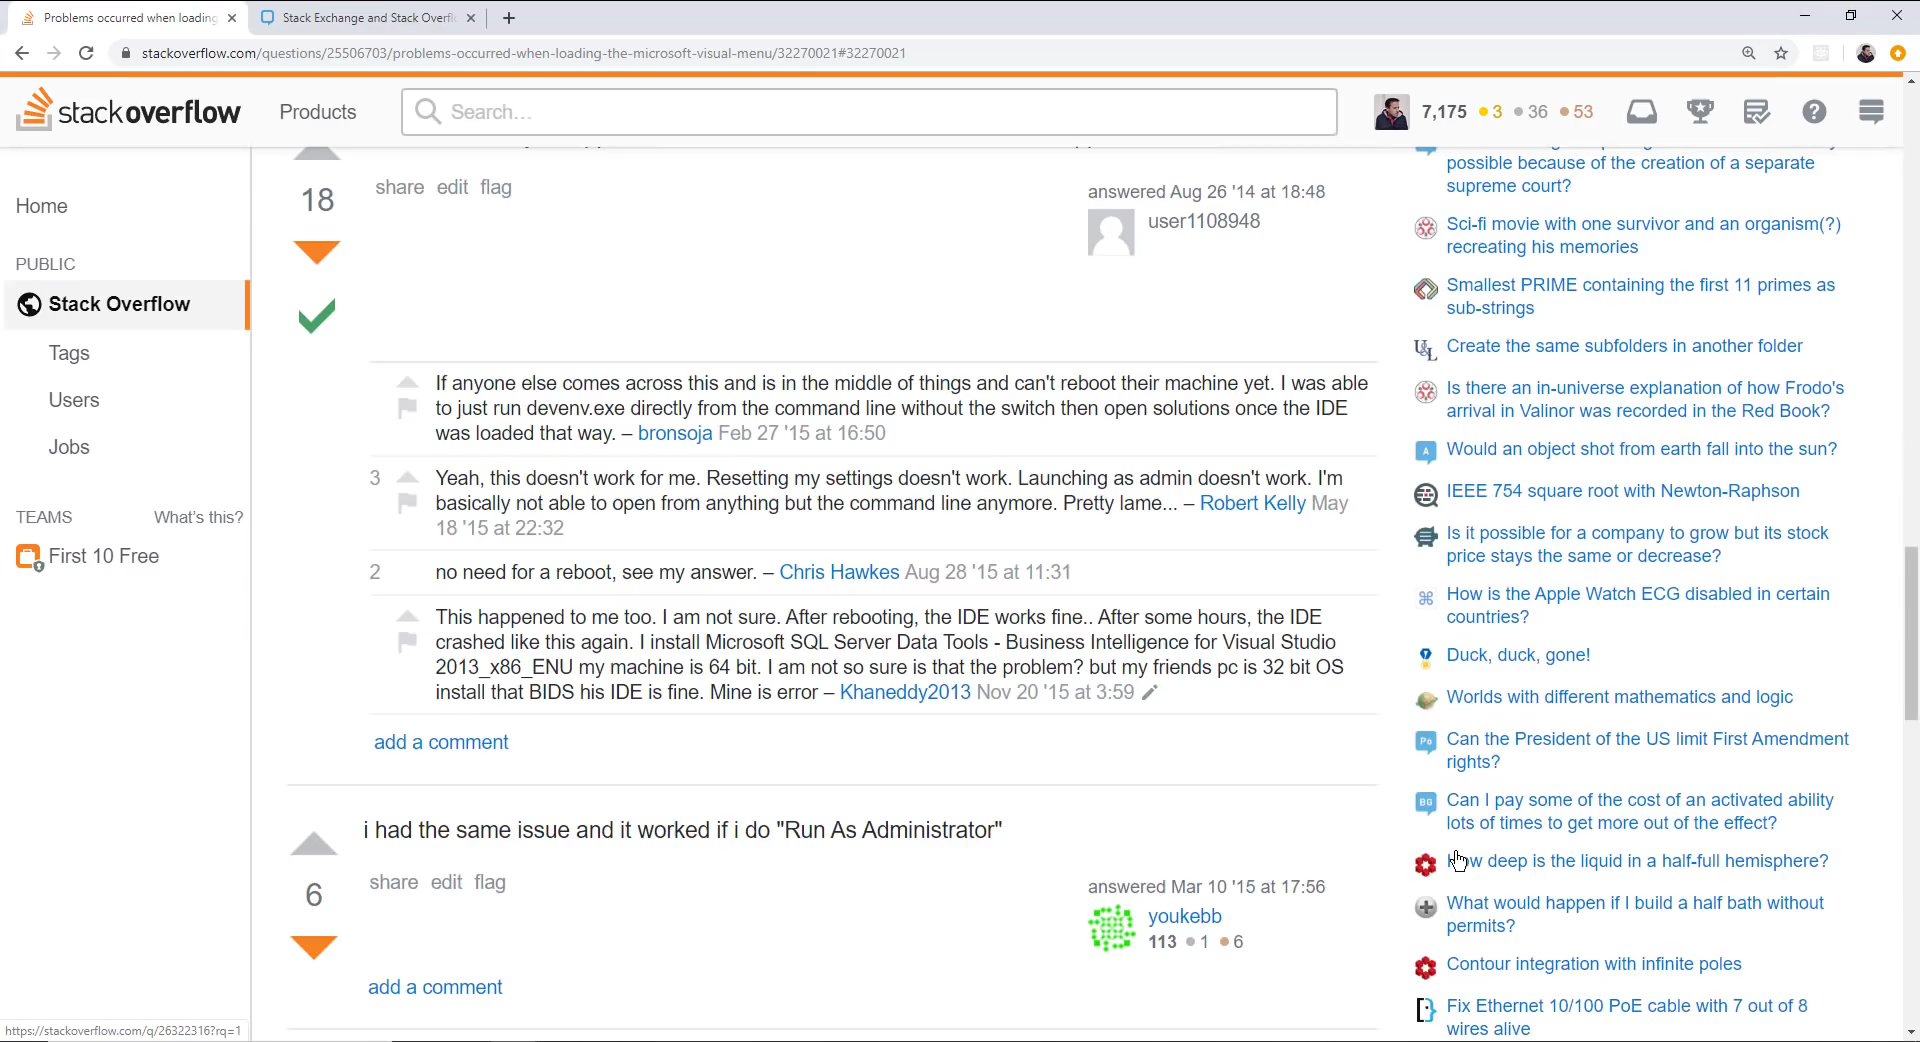 Problems occurred when loading
Stack Exchange and Stack Overfl
stackoverflow.com/questions/25506703/problems-occurred-when-loading-the-microsoft-visual-menu/32270021#32270021
stackoverflow
Products
Search...
7,175 3 36 53
Home
PUBLIC
Stack Overflow
Tags
Users
Jobs
TEAMS What's this?
First 10 Free
18
share edit flag
answered Aug 26 '14 at 18:48
user1108948
If anyone else comes across this and is in the middle of things and can't reboot their machine yet. I was able
to just run devenv.exe directly from the command line without the switch then open solutions once the IDE
was loaded that way. – bronsoja Feb 27 '15 at 16:50
3
Yeah, this doesn't work for me. Resetting my settings doesn't work. Launching as admin doesn't work. I'm
basically not able to open from anything but the command line anymore. Pretty lame... – Robert Kelly May
18 '15 at 22:32
2
no need for a reboot, see my answer. – Chris Hawkes Aug 28 '15 at 11:31
This happened to me too. I am not sure. After rebooting, the IDE works fine.. After some hours, the IDE
crashed like this again. I install Microsoft SQL Server Data Tools - Business Intelligence for Visual Studio
2013_x86_ENU my machine is 64 bit. I am not so sure is that the problem? but my friends pc is 32 bit OS
install that BIDS his IDE is fine. Mine is error – Khaneddy2013 Nov 20 '15 at 3:59
add a comment
i had the same issue and it worked if i do "Run As Administrator"
6
share edit flag
answered Mar 10 '15 at 17:56
youkebb
113 1 6
add a comment
possible because of the creation of a separate
supreme court?
Sci-fi movie with one survivor and an organism(?)
recreating his memories
Smallest PRIME containing the first 11 primes as
sub-strings
Create the same subfolders in another folder
Is there an in-universe explanation of how Frodo's
arrival in Valinor was recorded in the Red Book?
Would an object shot from earth fall into the sun?
IEEE 754 square root with Newton-Raphson
Is it possible for a company to grow but its stock
price stays the same or decrease?
How is the Apple Watch ECG disabled in certain
countries?
Duck, duck, gone!
Worlds with different mathematics and logic
Can the President of the US limit First Amendment
rights?
Can I pay some of the cost of an activated ability
lots of times to get more out of the effect?
How deep is the liquid in a half-full hemisphere?
What would happen if I build a half bath without
permits?
Contour integration with infinite poles
Fix Ethernet 10/100 PoE cable with 7 out of 8
wires alive
https://stackoverflow.com/q/26322316?rq=1